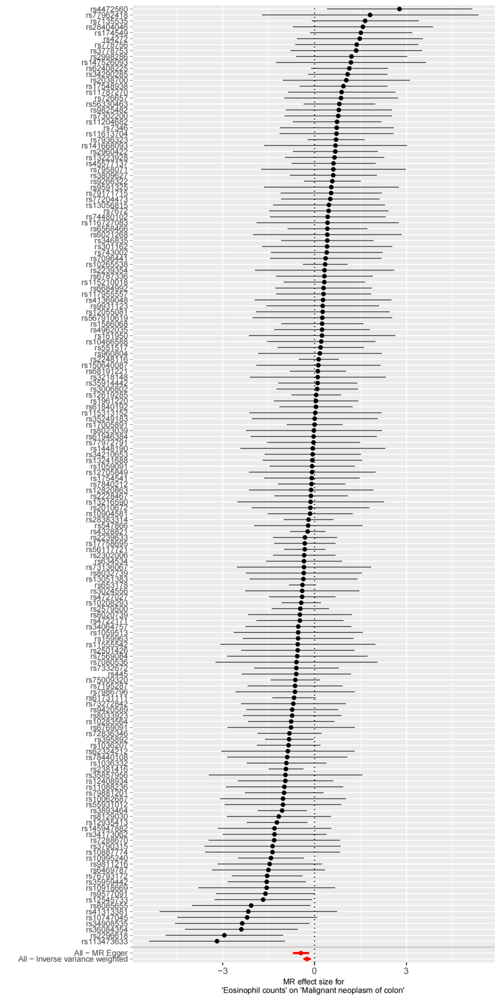 rs4472560
rs77962418
rs7135535
rs28404046
rs174549
rs4272
rs778756
rs3778753
rs2998286
rs147526093
rs62408225
rs34290285
rs2038700
rs17548938
rs11787270
rs726657
rs56330463
rs9825482
rs7302200
rs11204682
rs7346
rs11613704
rs7936323
rs141668093
rs2960422
rs13223928
rs45577137
rs7958071
rs3809627
rs9266322
rs9591325
rs79171715
rs77204473
rs13056815
rs7672
rs74480102
rs116727083
rs6568466
rs6021268
rs346835
rs301162
rs743002
rs7096441
rs10265538
rs2239354
rs6787336
rs115210018
rs6684992
rs117955557
rs41369048
rs9931123
rs12055081
rs567910619
rs1586068
rs4962035
rs161950
rs10466588
rs551517
rs960804
rs2248116
rs150640087
rs68191221
rs3218148
rs35914442
rs3006802
rs12619285
rs1961220
rs61840192
rs115313152
rs35249183
rs17005891
rs8023039
rs61946384
rs77972791
rs1448190
rs34210653
rs13241688
rs1059091
rs12705849
rs1754541
rs7840212
rs12820863
rs2228467
rs13216590
rs2010672
rs10904581
rs28383314
rs547866
rs4328821
rs2239633
rs17758695
rs56117721
rs2302006
rs634534
rs73136067
rs8032739
rs13051383
rs653178
rs3024556
rs4727027
rs10208293
rs2579500
rs8020739
rs4722171
rs34064757
rs1059513
rs159963
rs11555542
rs2501426
rs7569084
rs7080536
rs7332672
rs445
rs75009320
rs7195287
rs7986796
rs61731111
rs73272842
rs9420589
rs8033923
rs10283564
rs6769091
rs72836346
rs395892
rs1036207
rs62324212
rs78440108
rs1036332
rs2381416
rs35857956
rs12408934
rs11088236
rs79881201
rs10062687
rs55931012
rs3893464
rs8129030
rs12935413
rs145947882
rs34173062
rs7288670
rs3790315
rs10887774
rs10995240
rs9811216
rs6469787
rs76793172
rs35959442
rs10918669
rs9577091
rs12545733
rs8085655
rs41313381
rs10747045
rs34908535
rs36084354
rs2296618
rs113473633
All − MR Egger
All − Inverse variance weighted
−3 0 3
MR effect size for
'Eosinophil counts' on 'Malignant neoplasm of colon'